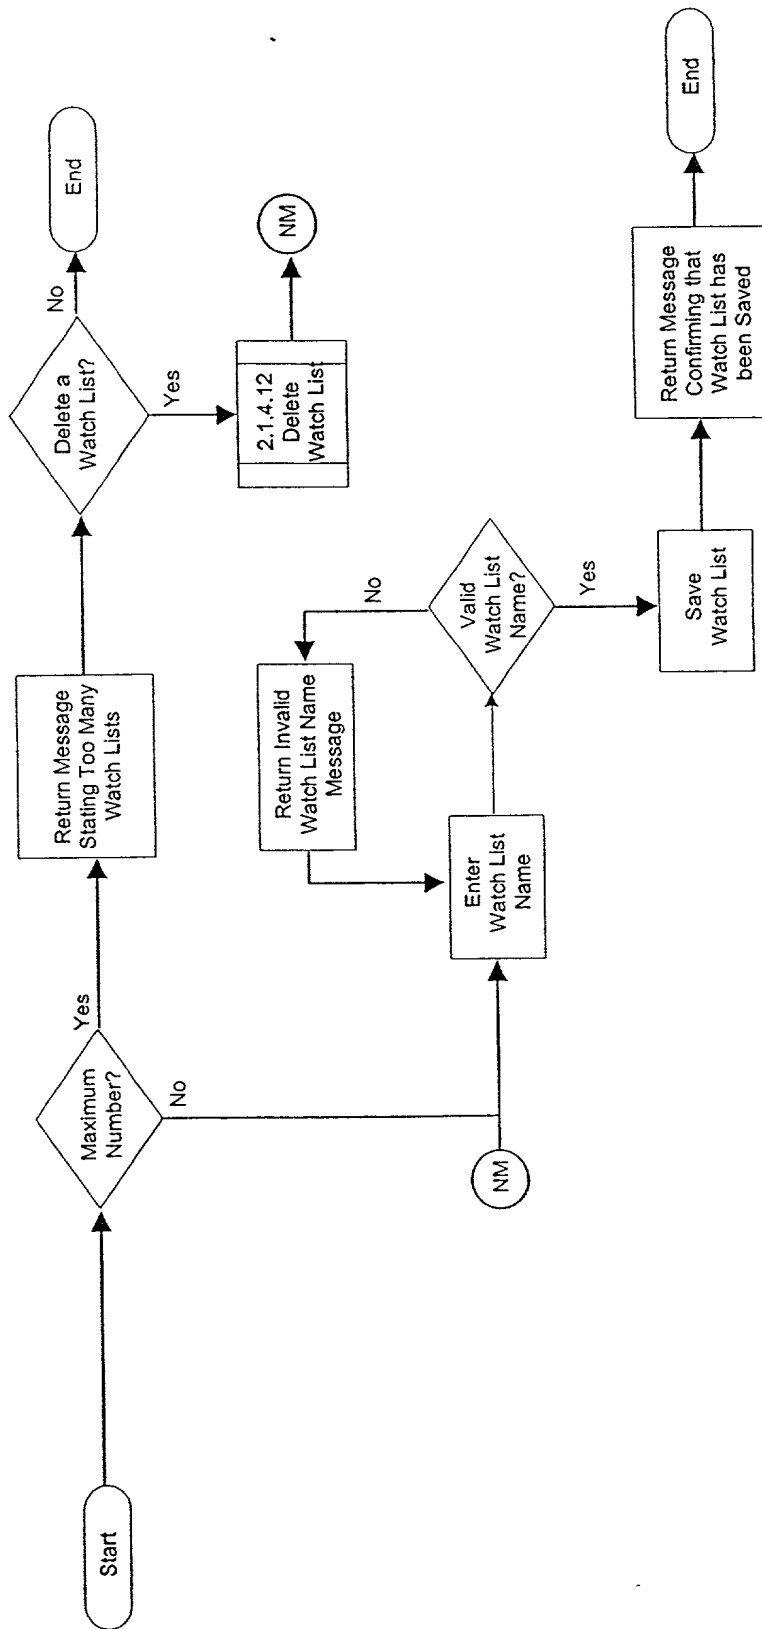 Start
Maximum
Number?
Yes
No
Return Message
Stating Too Many
Watch Lists
Delete a
Watch List?
No
End
Yes
2.1.4.12
Delete
Watch List
NM
NM
Enter
Watch List
Name
Return Invalid
Watch List Name
Message
Valid
Watch List
Name?
No
Yes
Save
Watch List
Return Message
Confirming that
Watch List has
been Saved
End